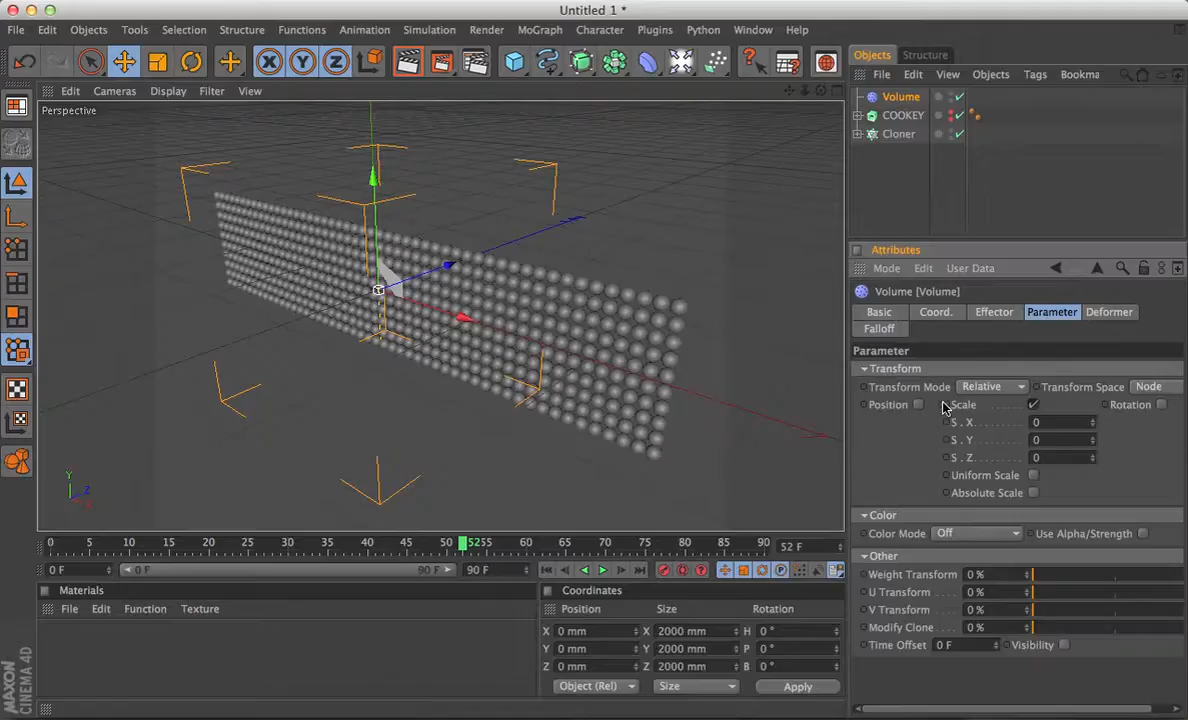 Untitled 1 *
File Edit Objects Tools Selection Structure Functions Animation Simulation Render MoGraph Character Plugins Python Window Help
X Y Z
Objects Structure
File Edit View Objects Tags Bookma
Edit Cameras Display Filter View
Perspective
Volume
COOKEY
Cloner
Attributes
Mode Edit User Data
Volume [Volume]
Basic Coord. Effector Parameter Deformer
Falloff
Parameter
Transform
Transform Mode Relative Transform Space Node
Position Scale Rotation
S . X 0
S . Y 0
S . Z 0
Uniform Scale
Absolute Scale
Color
Color Mode Off Use Alpha/Strength
Other
Weight Transform 0 %
U Transform 0 %
V Transform 0 %
Modify Clone 0 %
Time Offset 0 F Visibility
Y
Z
X
0 5 10 15 20 25 30 35 40 45 50 5255 60 65 70 75 80 85 90 52 F
0 F 0 F 90 F 90 F
Materials
File Edit Function Texture
Coordinates
Position Size Rotation
X 0 mm X 2000 mm H 0 °
Y 0 mm Y 2000 mm P 0 °
Z 0 mm Z 2000 mm B 0 °
Object (Rel) Size Apply
MAXON
CINEMA 4D